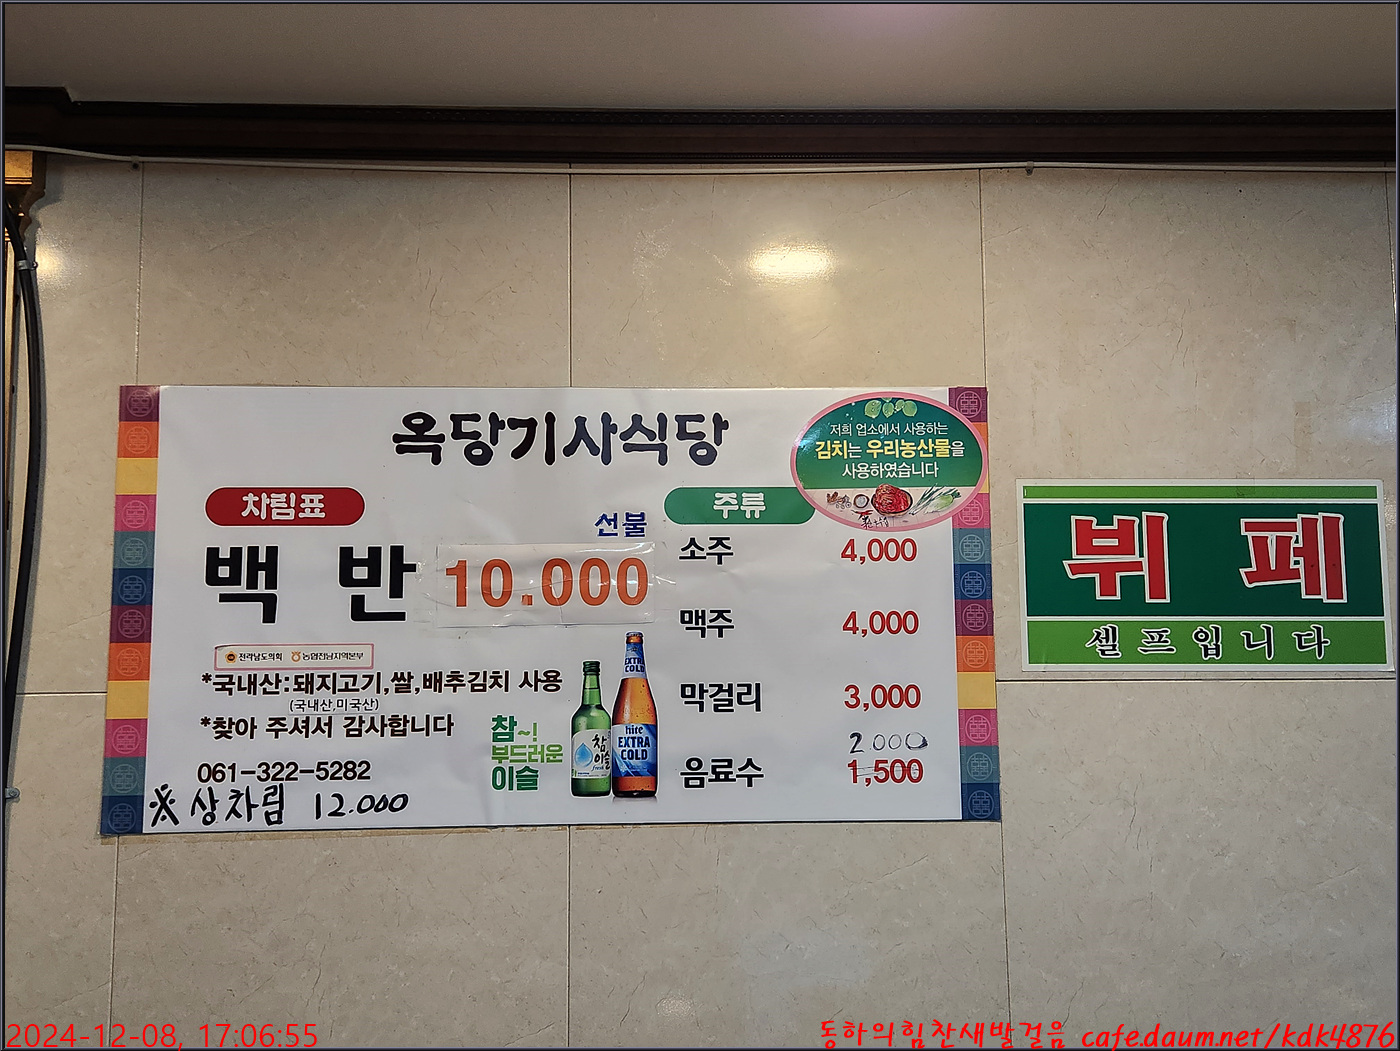 옥당기사식당
저희 업소에서 사용하는
김치는 우리농산물을
사용하였습니다
차림표
선불
백 반 10.000
전라남도의회 농협전남지역본부
*국내산:돼지고기,쌀,배추김치 사용
(국내산,미국산)
*찾아 주셔서 감사합니다
061-322-5282
※ 상차림 12.000
참~!
부드러운
이슬
참이슬
fresh
EXTRA
COLD
hite
EXTRA
COLD
주류
소주 4,000
맥주 4,000
막걸리 3,000
2000
음료수 1,500
뷔 페
셀프입니다
2024-12-08, 17:06:55
동하의힘찬새발걸음 cafe.daum.net/kdk4876